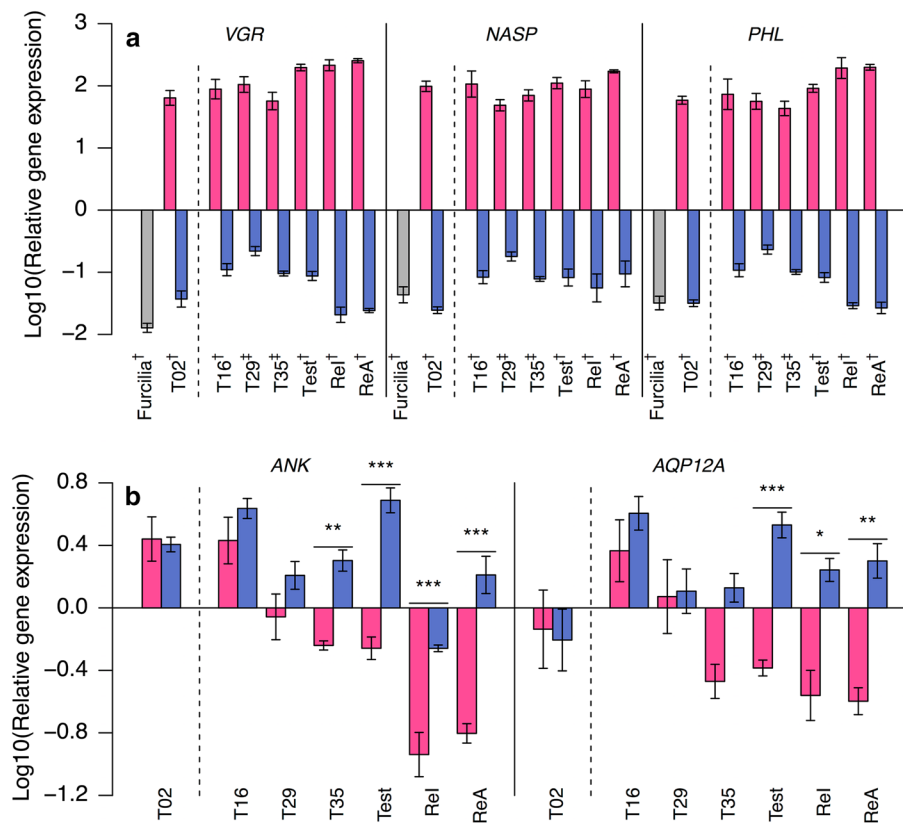 a
VGR NASP PHL
Log10(Relative gene expression)
3
2
1
0
−1
−2
Furcilia† T02† T16† T29‡ T35‡ Test† ReI† ReA† Furcilia† T02† T16† T29‡ T35‡ Test† ReI† ReA† Furcilia† T02† T16† T29‡ T35‡ Test† ReI† ReA†
b
ANK AQP12A
Log10(Relative gene expression)
0.8
0.4
0.0
−0.4
−0.8
−1.2
** *** *** *** *** * **
T02 T16 T29 T35 Test ReI ReA T02 T16 T29 T35 Test ReI ReA